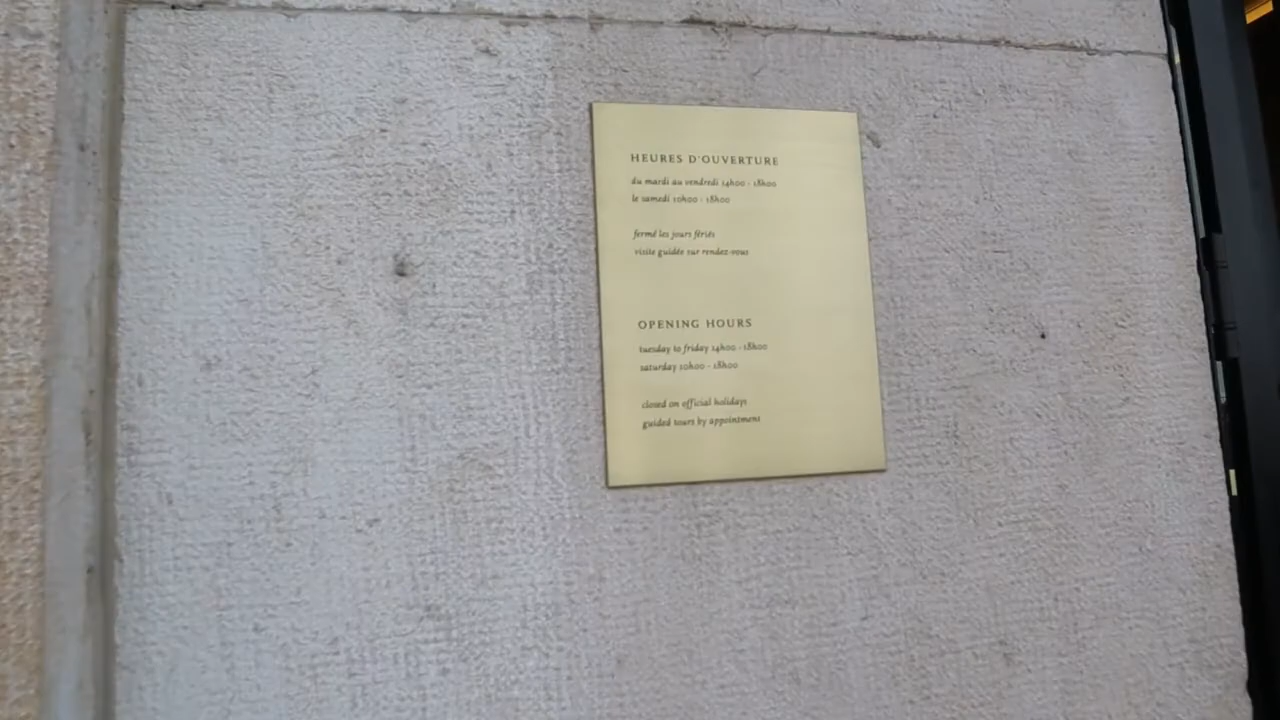 HEURES D'OUVERTURE
du mardi au vendredi 14h00 - 18h00
le samedi 10h00 - 18h00
fermé les jours fériés
visite guidée sur rendez-vous
OPENING HOURS
tuesday to friday 14h00 - 18h00
saturday 10h00 - 18h00
closed on official holidays
guided tours by appointment